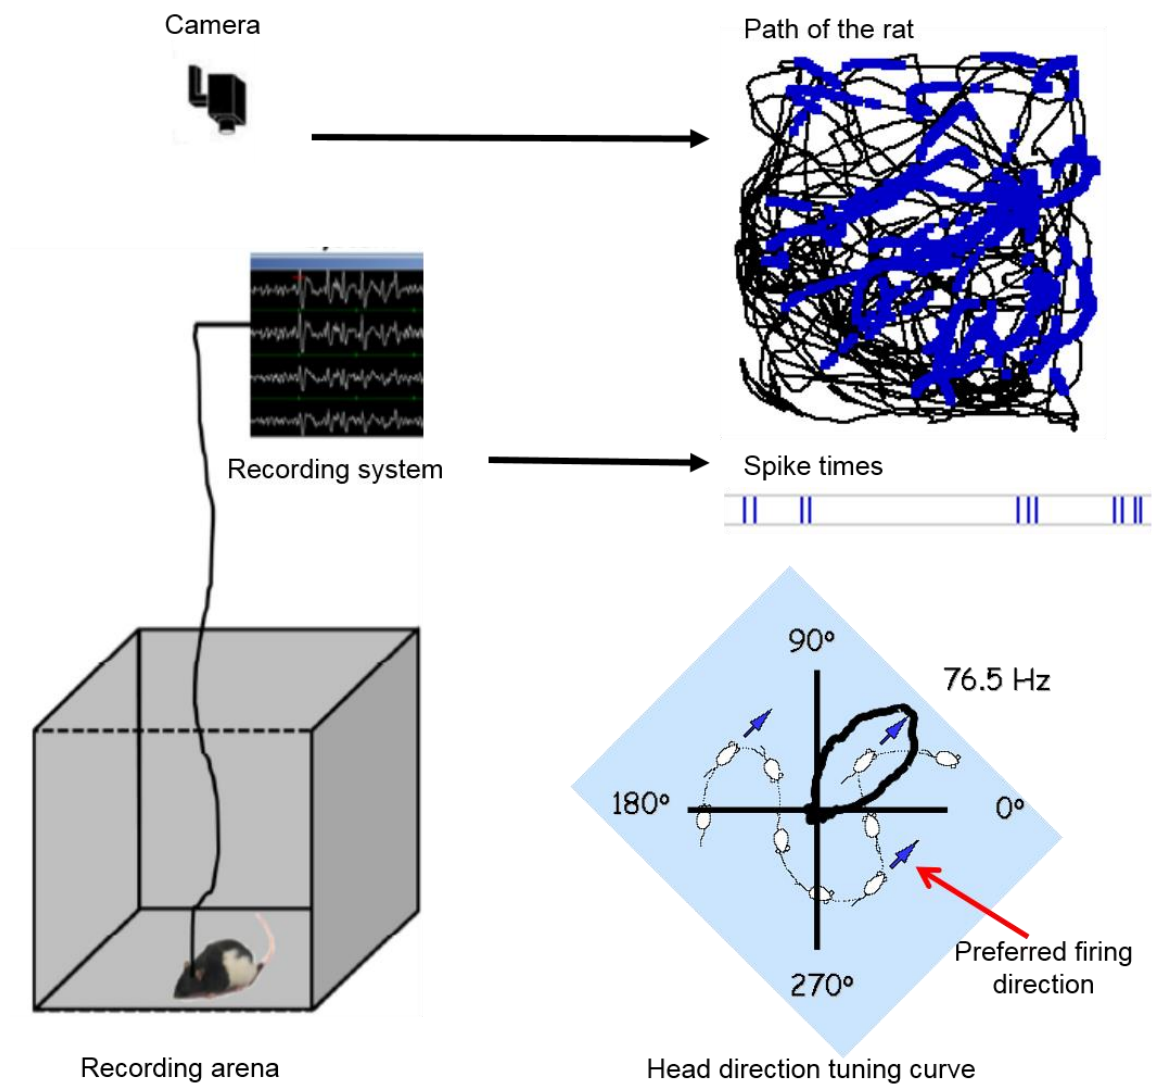 Camera
Path of the rat
Recording system
Spike times
90°
76.5 Hz
180°
0°
Preferred firing
direction
270°
Recording arena
Head direction tuning curve